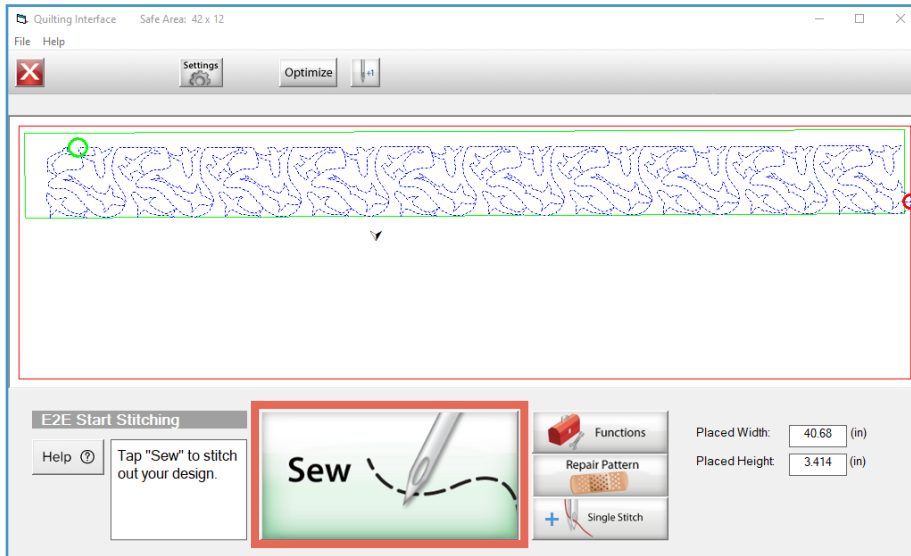 Quilting Interface Safe Area: 42 x 12
File Help
Settings
Optimize
+1
E2E Start Stitching
Help ?
Tap "Sew" to stitch
out your design.
Sew
Functions
Repair Pattern
+ Single Stitch
Placed Width: 40.68 (in)
Placed Height: 3.414 (in)